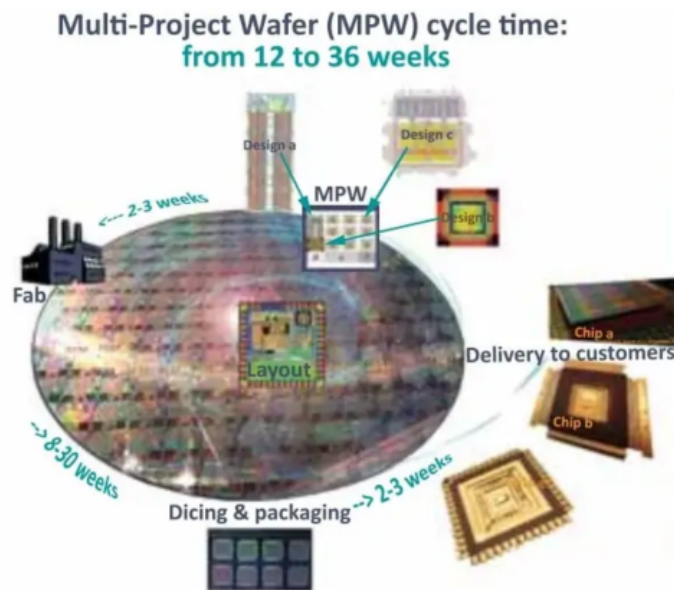 Multi-Project Wafer (MPW) cycle time:
from 12 to 36 weeks
Design a
Design c
MPW
Design b
<--- 2-3 weeks
Fab
Layout
Chip a
Delivery to customers
Chip b
--> 8-30 weeks
--> 2-3 weeks
Dicing & packaging